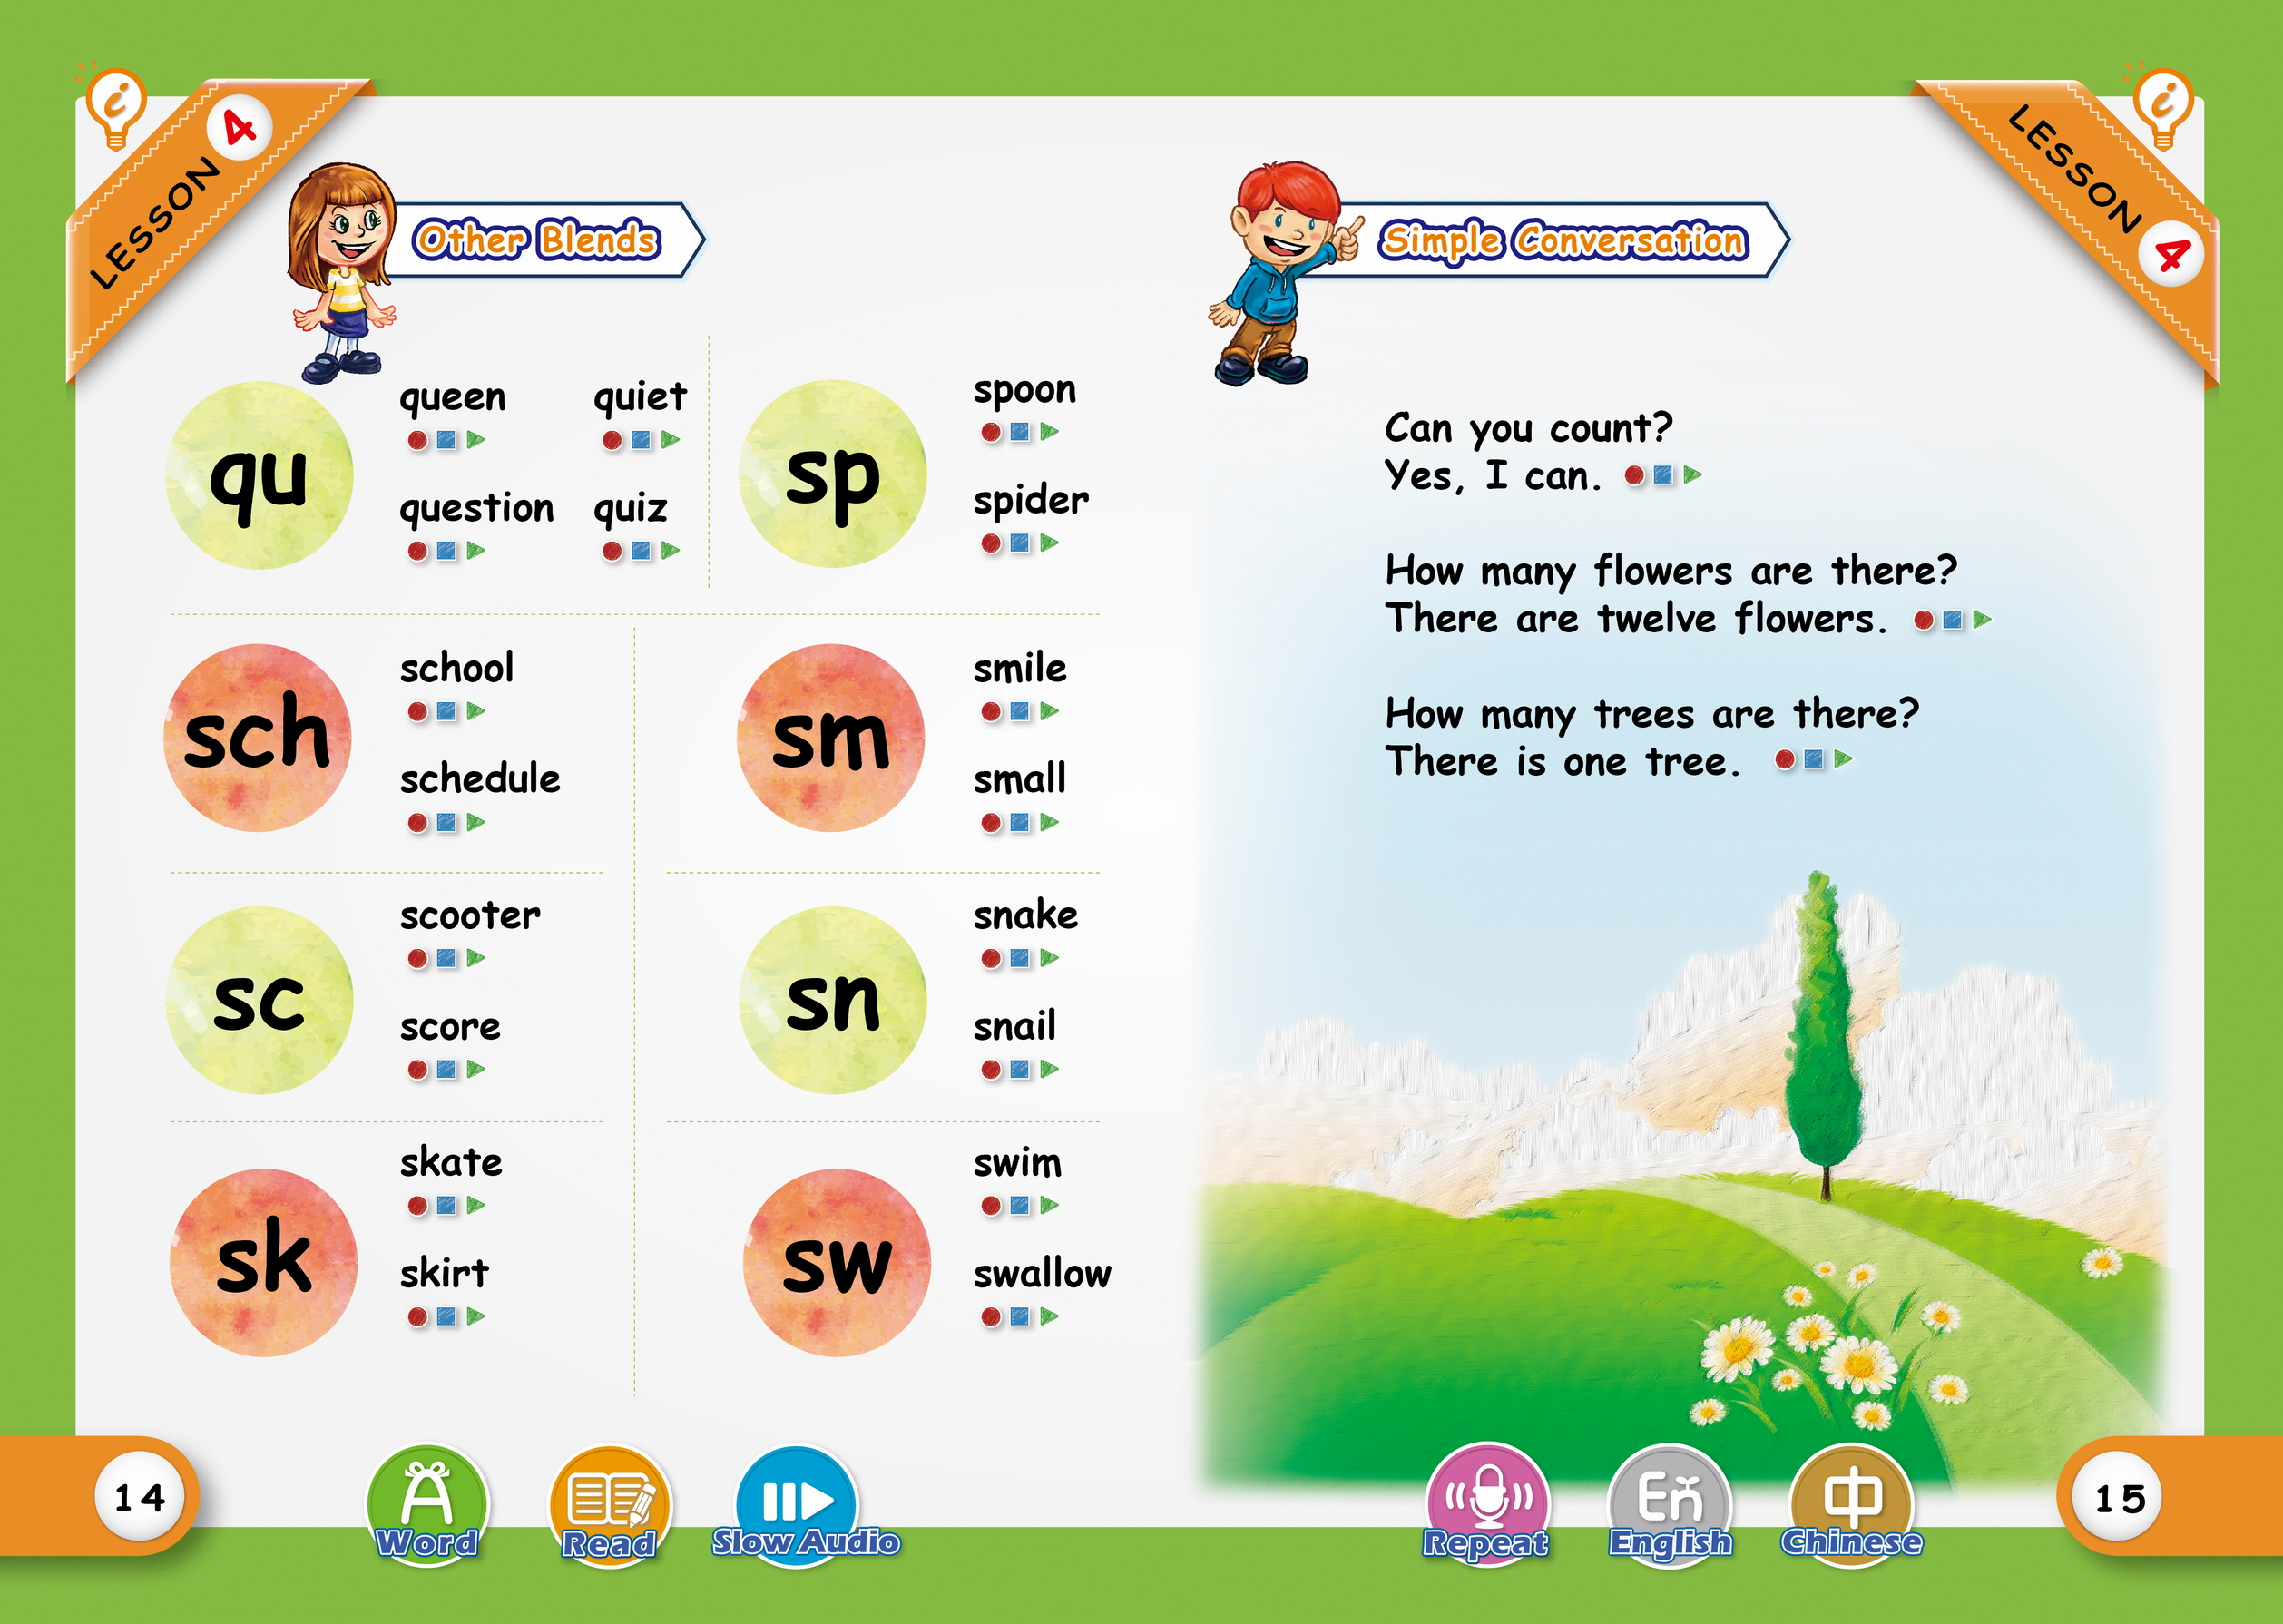 LESSON 4
Other Blends
qu
queen
quiet
question
quiz
sp
spoon
spider
sch
school
schedule
sm
smile
small
sc
scooter
score
sn
snake
snail
sk
skate
skirt
sw
swim
swallow
14
Word
Read
Slow Audio
LESSON 4
Simple Conversation
Can you count?
Yes, I can.
How many flowers are there?
There are twelve flowers.
How many trees are there?
There is one tree.
Repeat
En
English
中
Chinese
15